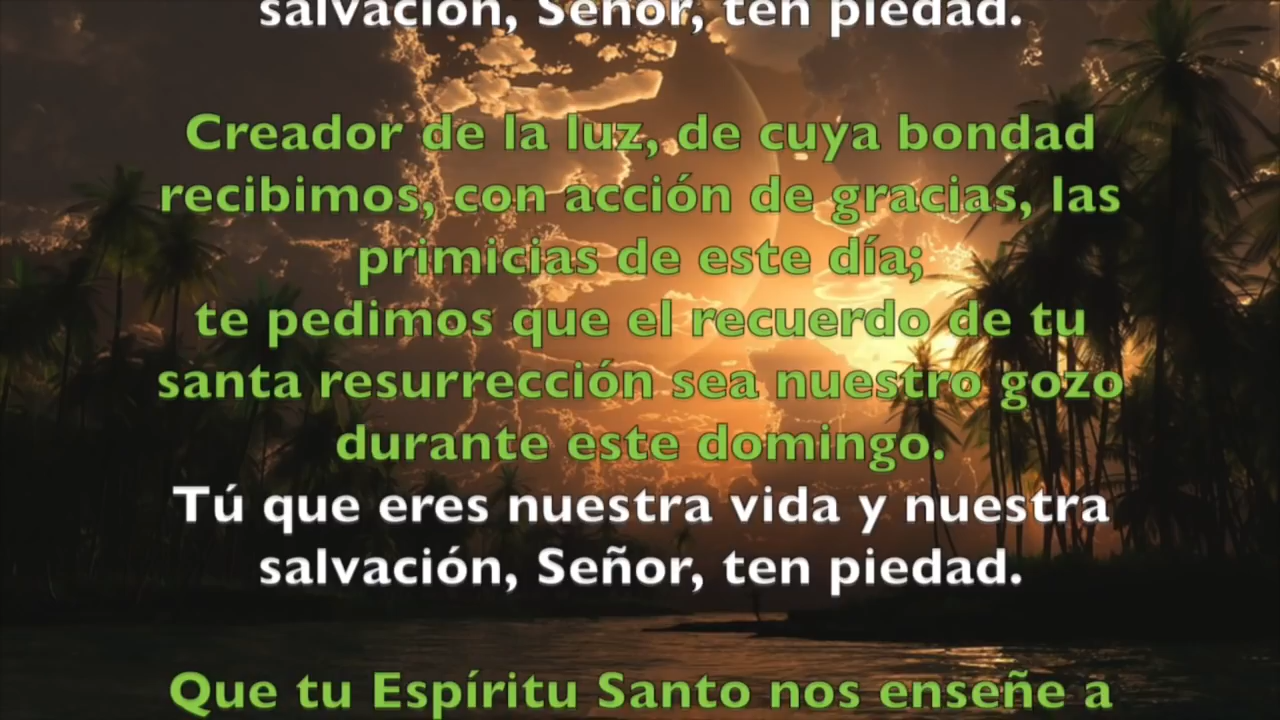 salvación, Señor, ten piedad.
Creador de la luz, de cuya bondad
recibimos, con acción de gracias, las
primicias de este día;
te pedimos que el recuerdo de tu
santa resurrección sea nuestro gozo
durante este domingo.
Tú que eres nuestra vida y nuestra
salvación, Señor, ten piedad.
Que tu Espíritu Santo nos enseñe a